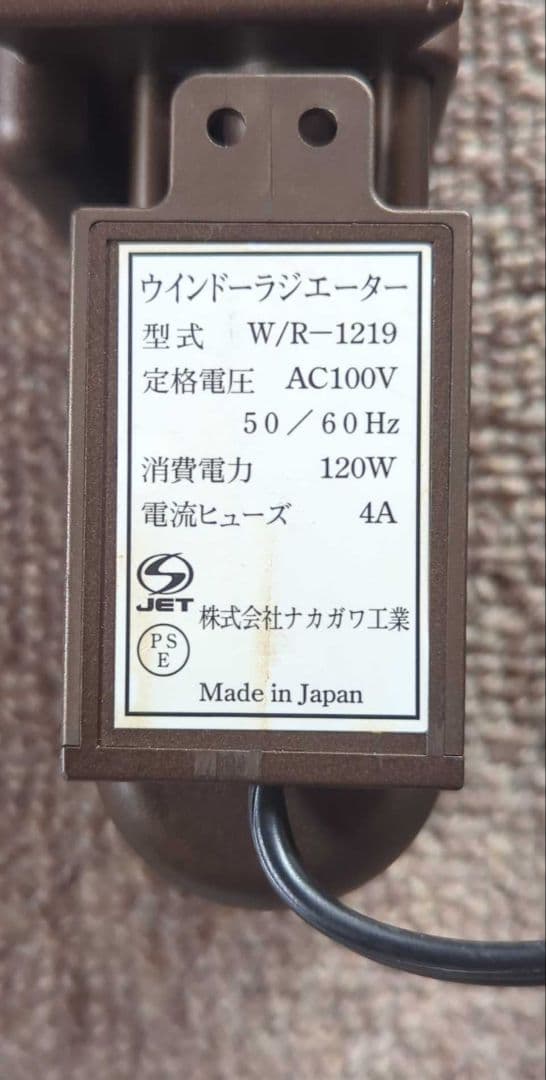 ウインドーラジエーター
型式 W/R−1219
定格電圧 AC100V
50／60Hz
消費電力 120W
電流ヒューズ 4A
JET
株式会社ナカガワ工業
PS
E
Made in Japan